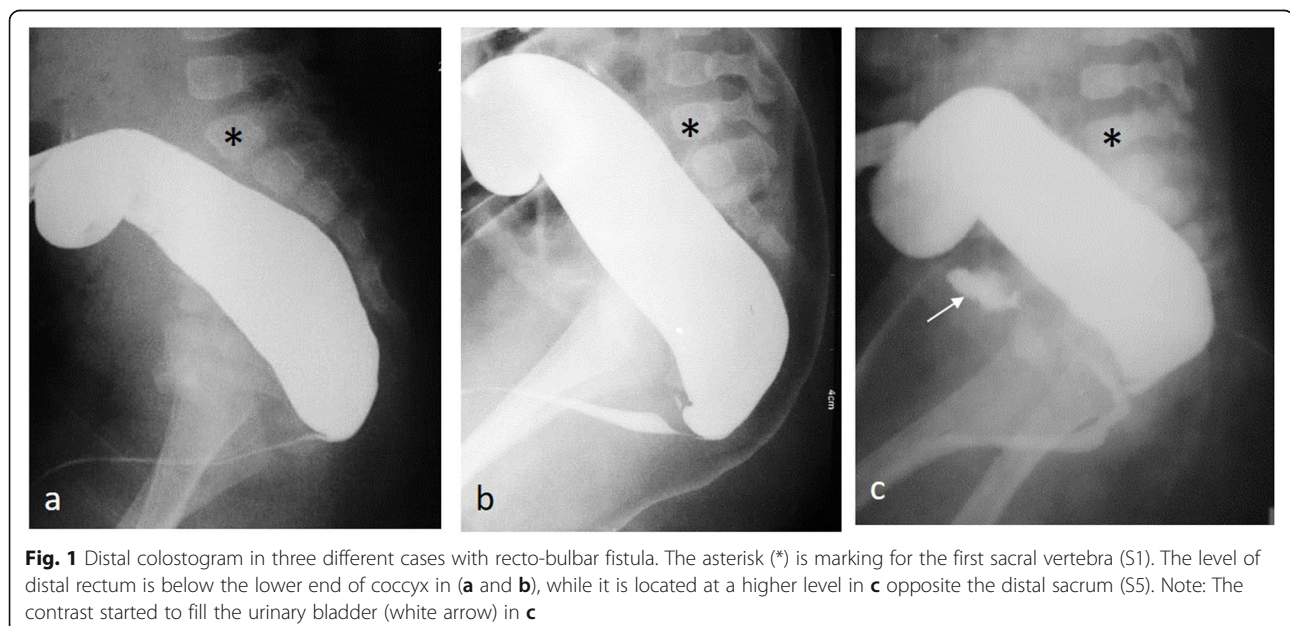 *
a
*
4cm
b
*
c
Fig. 1 Distal colostogram in three different cases with recto-bulbar fistula. The asterisk (*) is marking for the first sacral vertebra (S1). The level of
distal rectum is below the lower end of coccyx in (a and b), while it is located at a higher level in c opposite the distal sacrum (S5). Note: The
contrast started to fill the urinary bladder (white arrow) in c